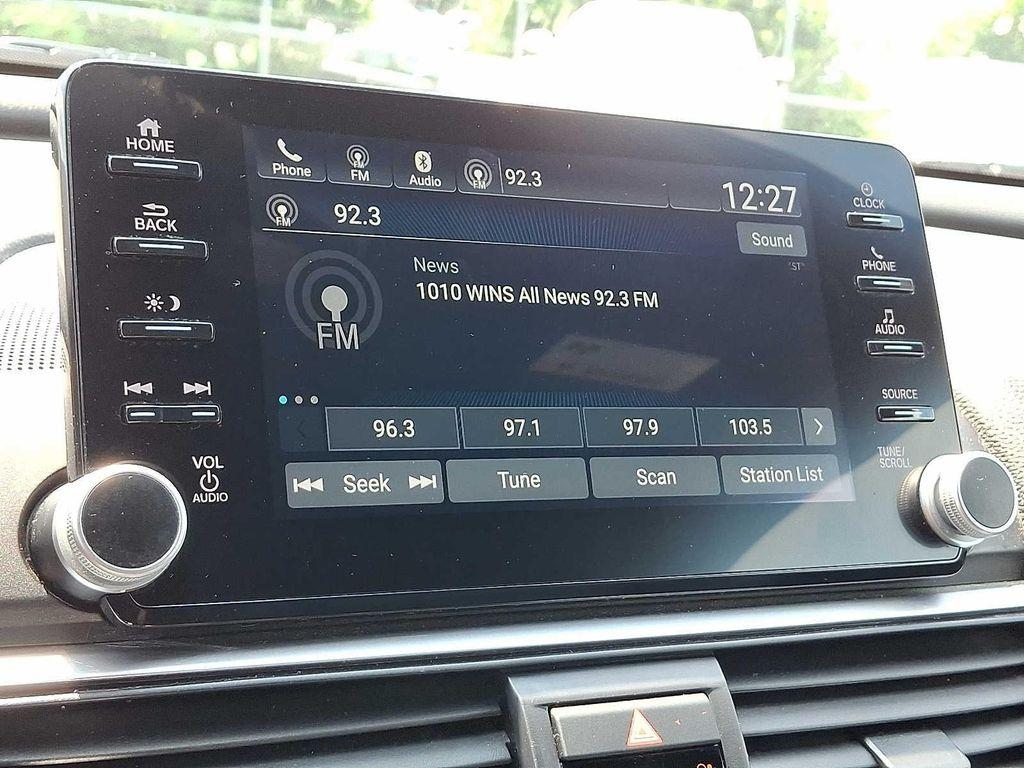 HOME
BACK
VOL
AUDIO
Phone
FM
FM
Audio
FM
92.3
12:27
FM
92.3
Sound
ST
News
1010 WINS All News 92.3 FM
FM
96.3
97.1
97.9
103.5
Seek
Tune
Scan
Station List
CLOCK
PHONE
AUDIO
SOURCE
TUNE/
SCROLL